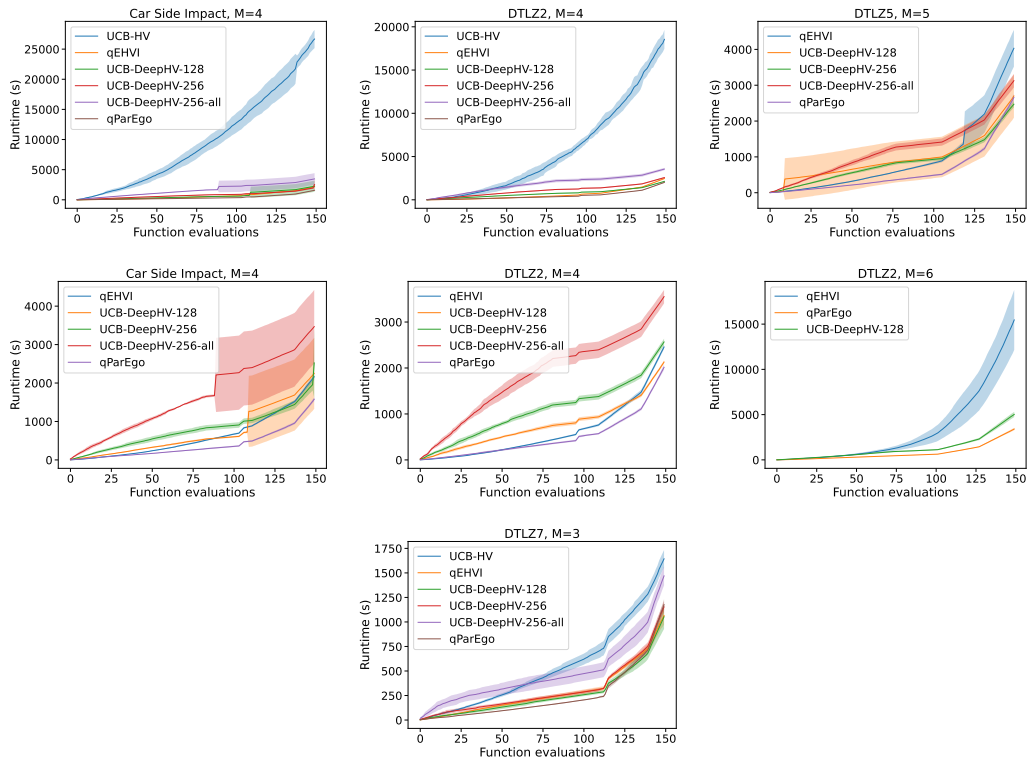 Car Side Impact, M=4
Runtime (s)
25000
20000
15000
10000
5000
0
UCB-HV
qEHVI
UCB-DeepHV-128
UCB-DeepHV-256
UCB-DeepHV-256-all
qParEgo
0 25 50 75 100 125 150
Function evaluations
DTLZ2, M=4
Runtime (s)
20000
15000
10000
5000
0
UCB-HV
qEHVI
UCB-DeepHV-128
UCB-DeepHV-256
UCB-DeepHV-256-all
qParEgo
0 25 50 75 100 125 150
Function evaluations
DTLZ5, M=5
Runtime (s)
4000
3000
2000
1000
0
qEHVI
UCB-DeepHV-128
UCB-DeepHV-256
UCB-DeepHV-256-all
qParEgo
0 25 50 75 100 125 150
Function evaluations
Car Side Impact, M=4
Runtime (s)
4000
3000
2000
1000
0
qEHVI
UCB-DeepHV-128
UCB-DeepHV-256
UCB-DeepHV-256-all
qParEgo
0 25 50 75 100 125 150
Function evaluations
DTLZ2, M=4
Runtime (s)
3000
2000
1000
0
qEHVI
UCB-DeepHV-128
UCB-DeepHV-256
UCB-DeepHV-256-all
qParEgo
0 25 50 75 100 125 150
Function evaluations
DTLZ2, M=6
Runtime (s)
15000
10000
5000
0
qEHVI
qParEgo
UCB-DeepHV-128
0 25 50 75 100 125 150
Function evaluations
DTLZ7, M=3
Runtime (s)
1750
1500
1250
1000
750
500
250
0
UCB-HV
qEHVI
UCB-DeepHV-128
UCB-DeepHV-256
UCB-DeepHV-256-all
qParEgo
0 25 50 75 100 125 150
Function evaluations